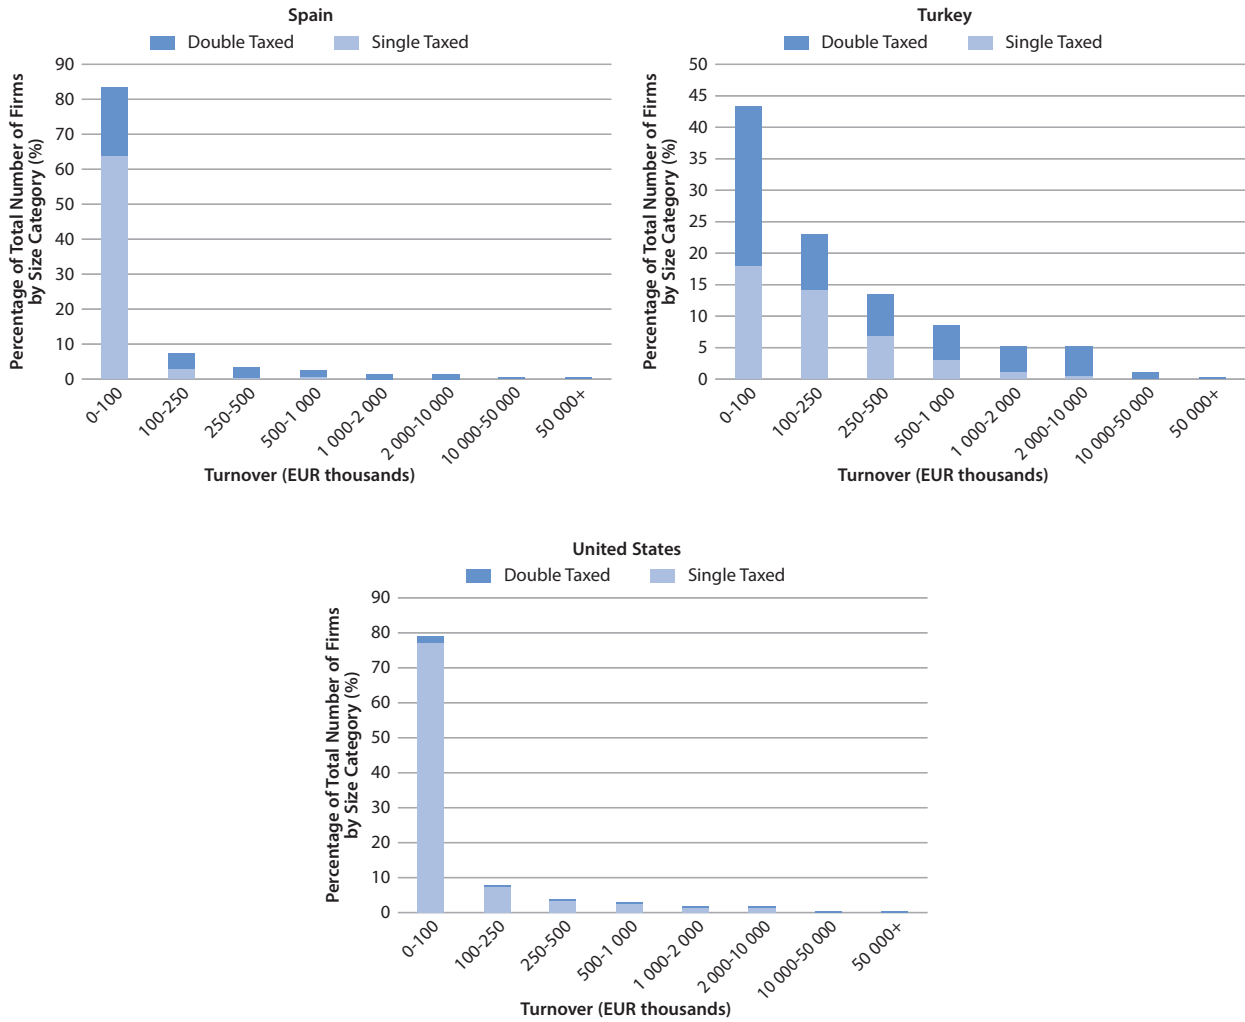 Spain
Double Taxed Single Taxed
Percentage of Total Number of Firms
by Size Category (%)
90
80
70
60
50
40
30
20
10
0
0-100 100-250 250-500 500-1 000 1 000-2 000 2 000-10 000 10 000-50 000 50 000+
Turnover (EUR thousands)
Turkey
Double Taxed Single Taxed
Percentage of Total Number of Firms
by Size Category (%)
50
45
40
35
30
25
20
15
10
5
0
0-100 100-250 250-500 500-1 000 1 000-2 000 2 000-10 000 10 000-50 000 50 000+
Turnover (EUR thousands)
United States
Double Taxed Single Taxed
Percentage of Total Number of Firms
by Size Category (%)
90
80
70
60
50
40
30
20
10
0
0-100 100-250 250-500 500-1 000 1 000-2 000 2 000-10 000 10 000-50 000 50 000+
Turnover (EUR thousands)